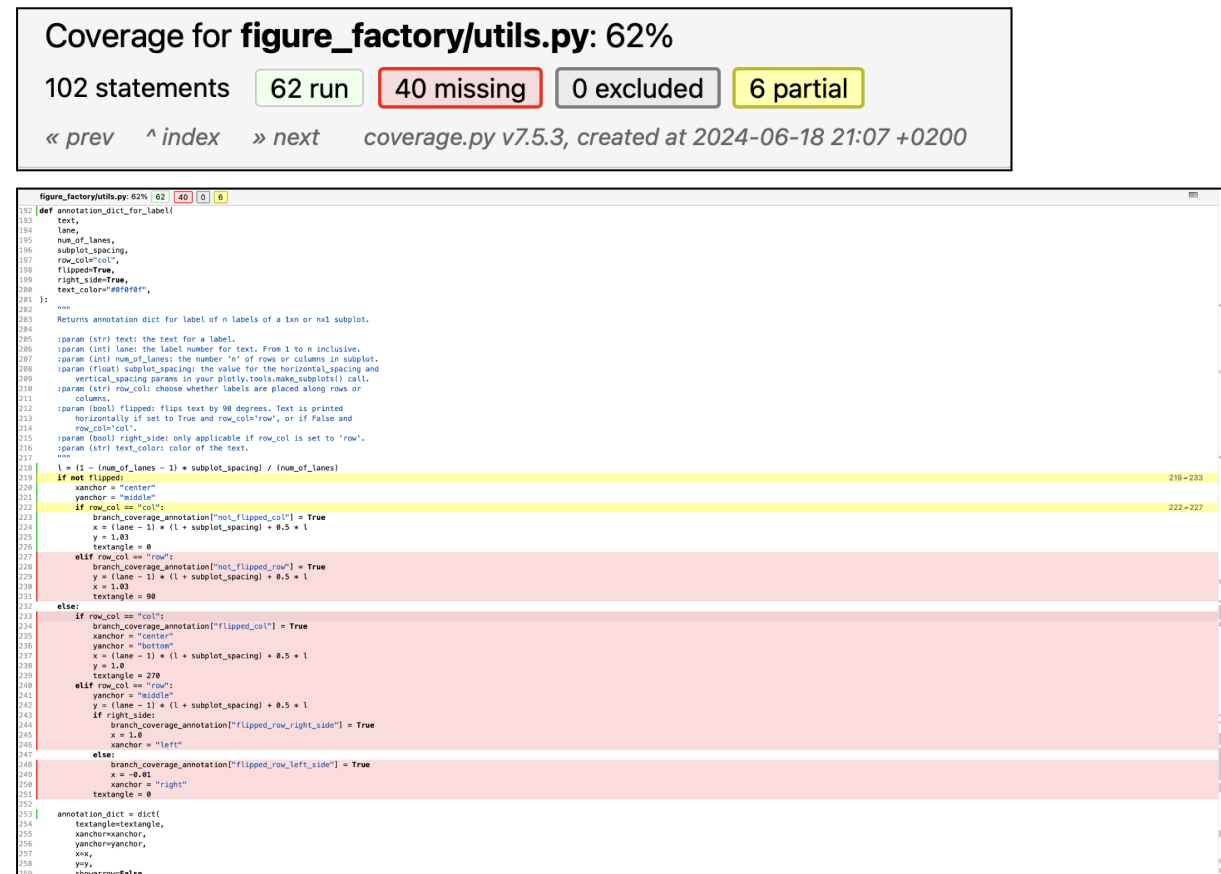 Coverage for figure_factory/utils.py: 62%
102 statements 62 run 40 missing 0 excluded 6 partial
« prev ^ index » next coverage.py v7.5.3, created at 2024-06-18 21:07 +0200
figure_factory/utils.py: 62% 62 40 0 6
192 def annotation_dict_for_label(
193     text,
194     lane,
195     num_of_lanes,
196     subplot_spacing,
197     row_col="col",
198     flipped=True,
199     right_side=True,
200     text_color="#0f0f0f",
201 ):
202     """
203     Returns annotation dict for label of n labels of a 1xn or nx1 subplot.
204
205     :param (str) text: the text for a label.
206     :param (int) lane: the label number for text. From 1 to n inclusive.
207     :param (int) num_of_lanes: the number 'n' of rows or columns in subplot.
208     :param (float) subplot_spacing: the value for the horizontal_spacing and
209         vertical_spacing params in your plotly.tools.make_subplots() call.
210     :param (str) row_col: choose whether labels are placed along rows or
211         columns.
212     :param (bool) flipped: flips text by 90 degrees. Text is printed
213         horizontally if set to True and row_col='row', or if False and
214         row_col='col'.
215     :param (bool) right_side: only applicable if row_col is set to 'row'.
216     :param (str) text_color: color of the text.
217     """
218     l = (1 - (num_of_lanes - 1) * subplot_spacing) / (num_of_lanes)
219     if not flipped: 219↛233
220         xanchor = "center"
221         yanchor = "middle"
222         if row_col == "col": 222↛227
223             branch_coverage_annotation["not_flipped_col"] = True
224             x = (lane - 1) * (l + subplot_spacing) + 0.5 * l
225             y = 1.03
226             textangle = 0
227         elif row_col == "row":
228             branch_coverage_annotation["not_flipped_row"] = True
229             y = (lane - 1) * (l + subplot_spacing) + 0.5 * l
230             x = 1.03
231             textangle = 90
232     else:
233         if row_col == "col":
234             branch_coverage_annotation["flipped_col"] = True
235             xanchor = "center"
236             yanchor = "bottom"
237             x = (lane - 1) * (l + subplot_spacing) + 0.5 * l
238             y = 1.0
239             textangle = 270
240         elif row_col == "row":
241             yanchor = "middle"
242             y = (lane - 1) * (l + subplot_spacing) + 0.5 * l
243             if right_side:
244                 branch_coverage_annotation["flipped_row_right_side"] = True
245                 x = 1.0
246                 xanchor = "left"
247             else:
248                 branch_coverage_annotation["flipped_row_left_side"] = True
249                 x = -0.01
250                 xanchor = "right"
251             textangle = 0
252
253     annotation_dict = dict(
254         textangle=textangle,
255         xanchor=xanchor,
256         yanchor=yanchor,
257         x=x,
258         y=y,
259         showarrow=False,